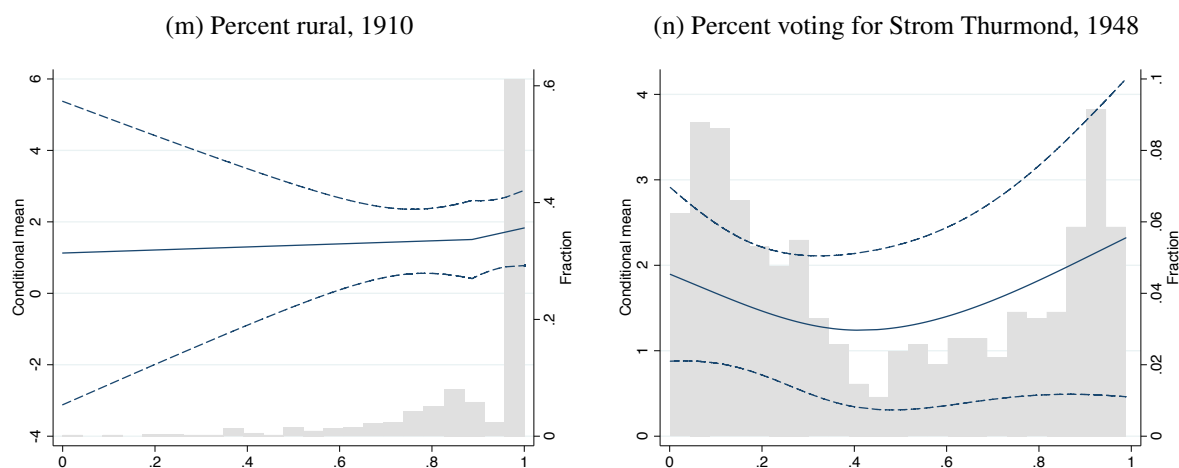 (m) Percent rural, 1910
6
4
2
0
-2
-4
Conditional mean
.6
.4
.2
0
Fraction
0 .2 .4 .6 .8 1
(n) Percent voting for Strom Thurmond, 1948
4
3
2
1
0
Conditional mean
.1
.08
.06
.04
.02
0
Fraction
0 .2 .4 .6 .8 1